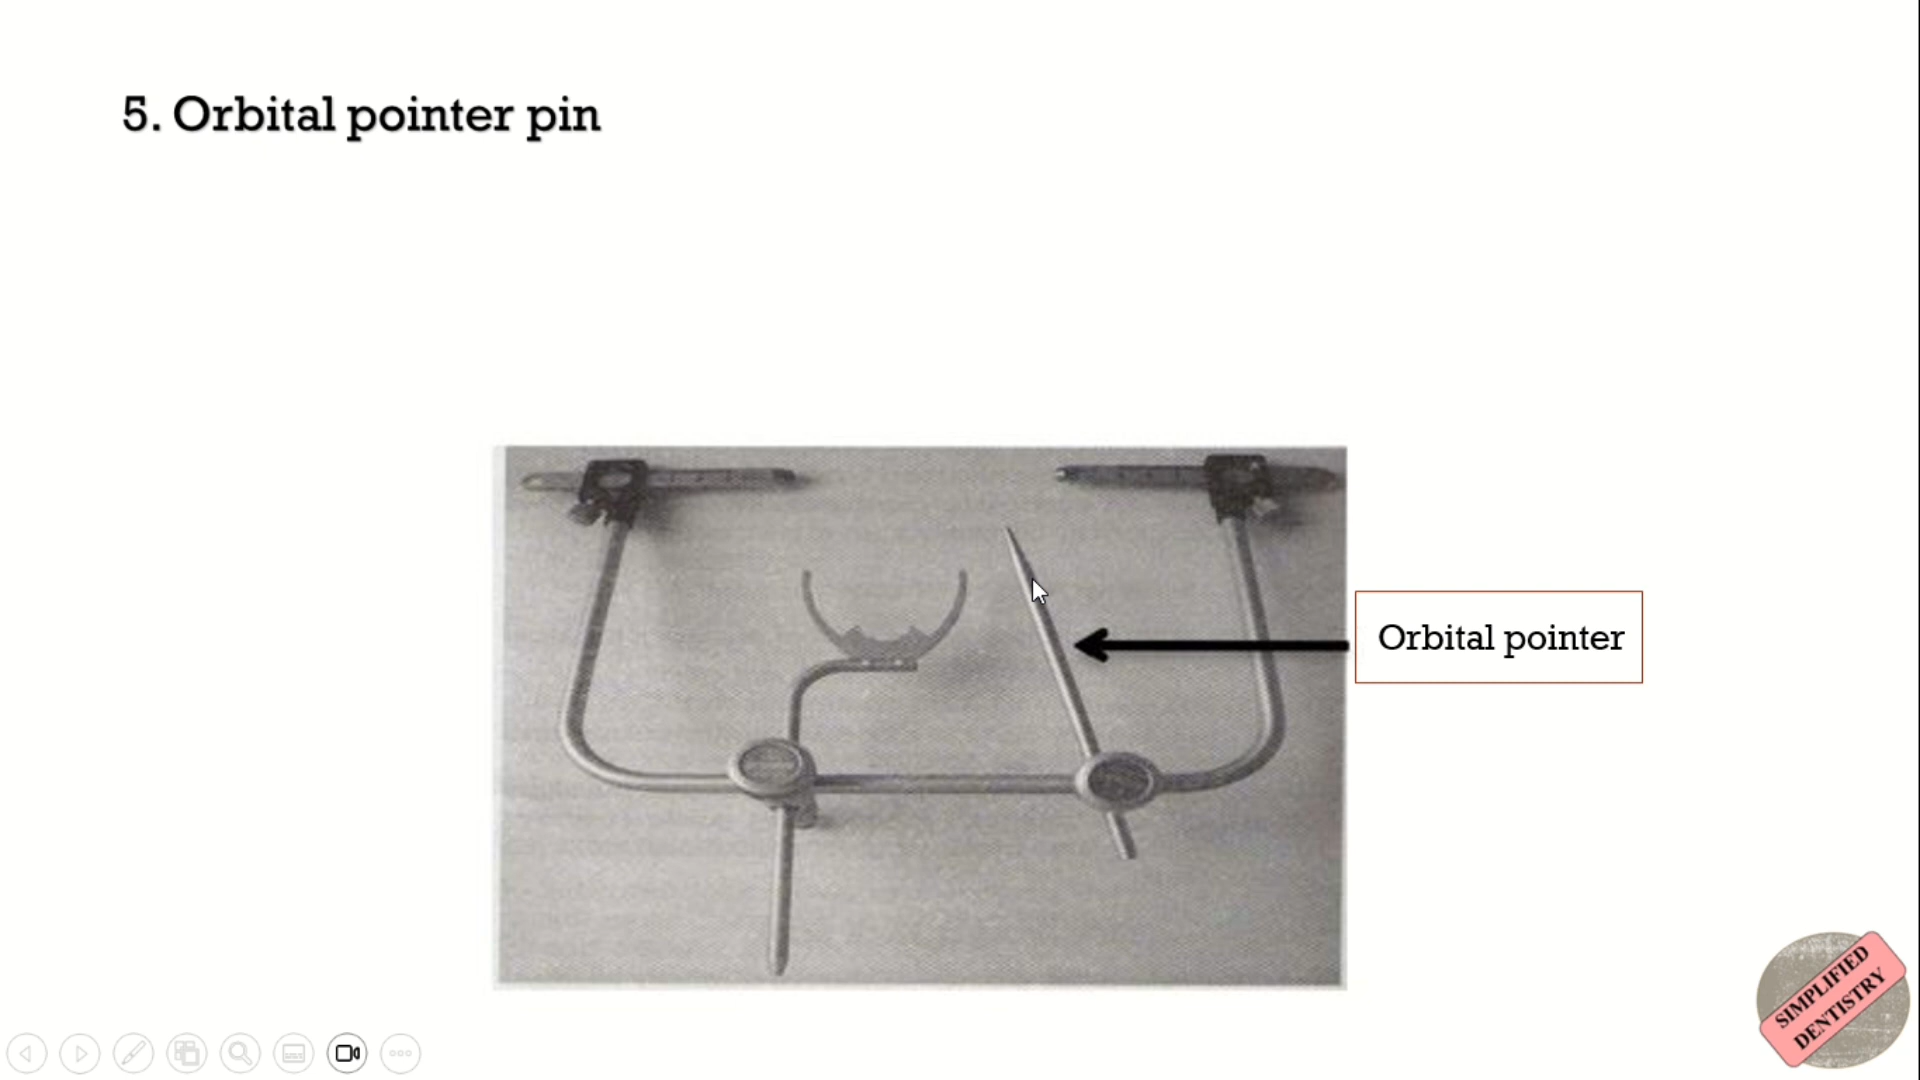 5. Orbital pointer pin
Orbital pointer
SIMPLIFIED
DENTISTRY